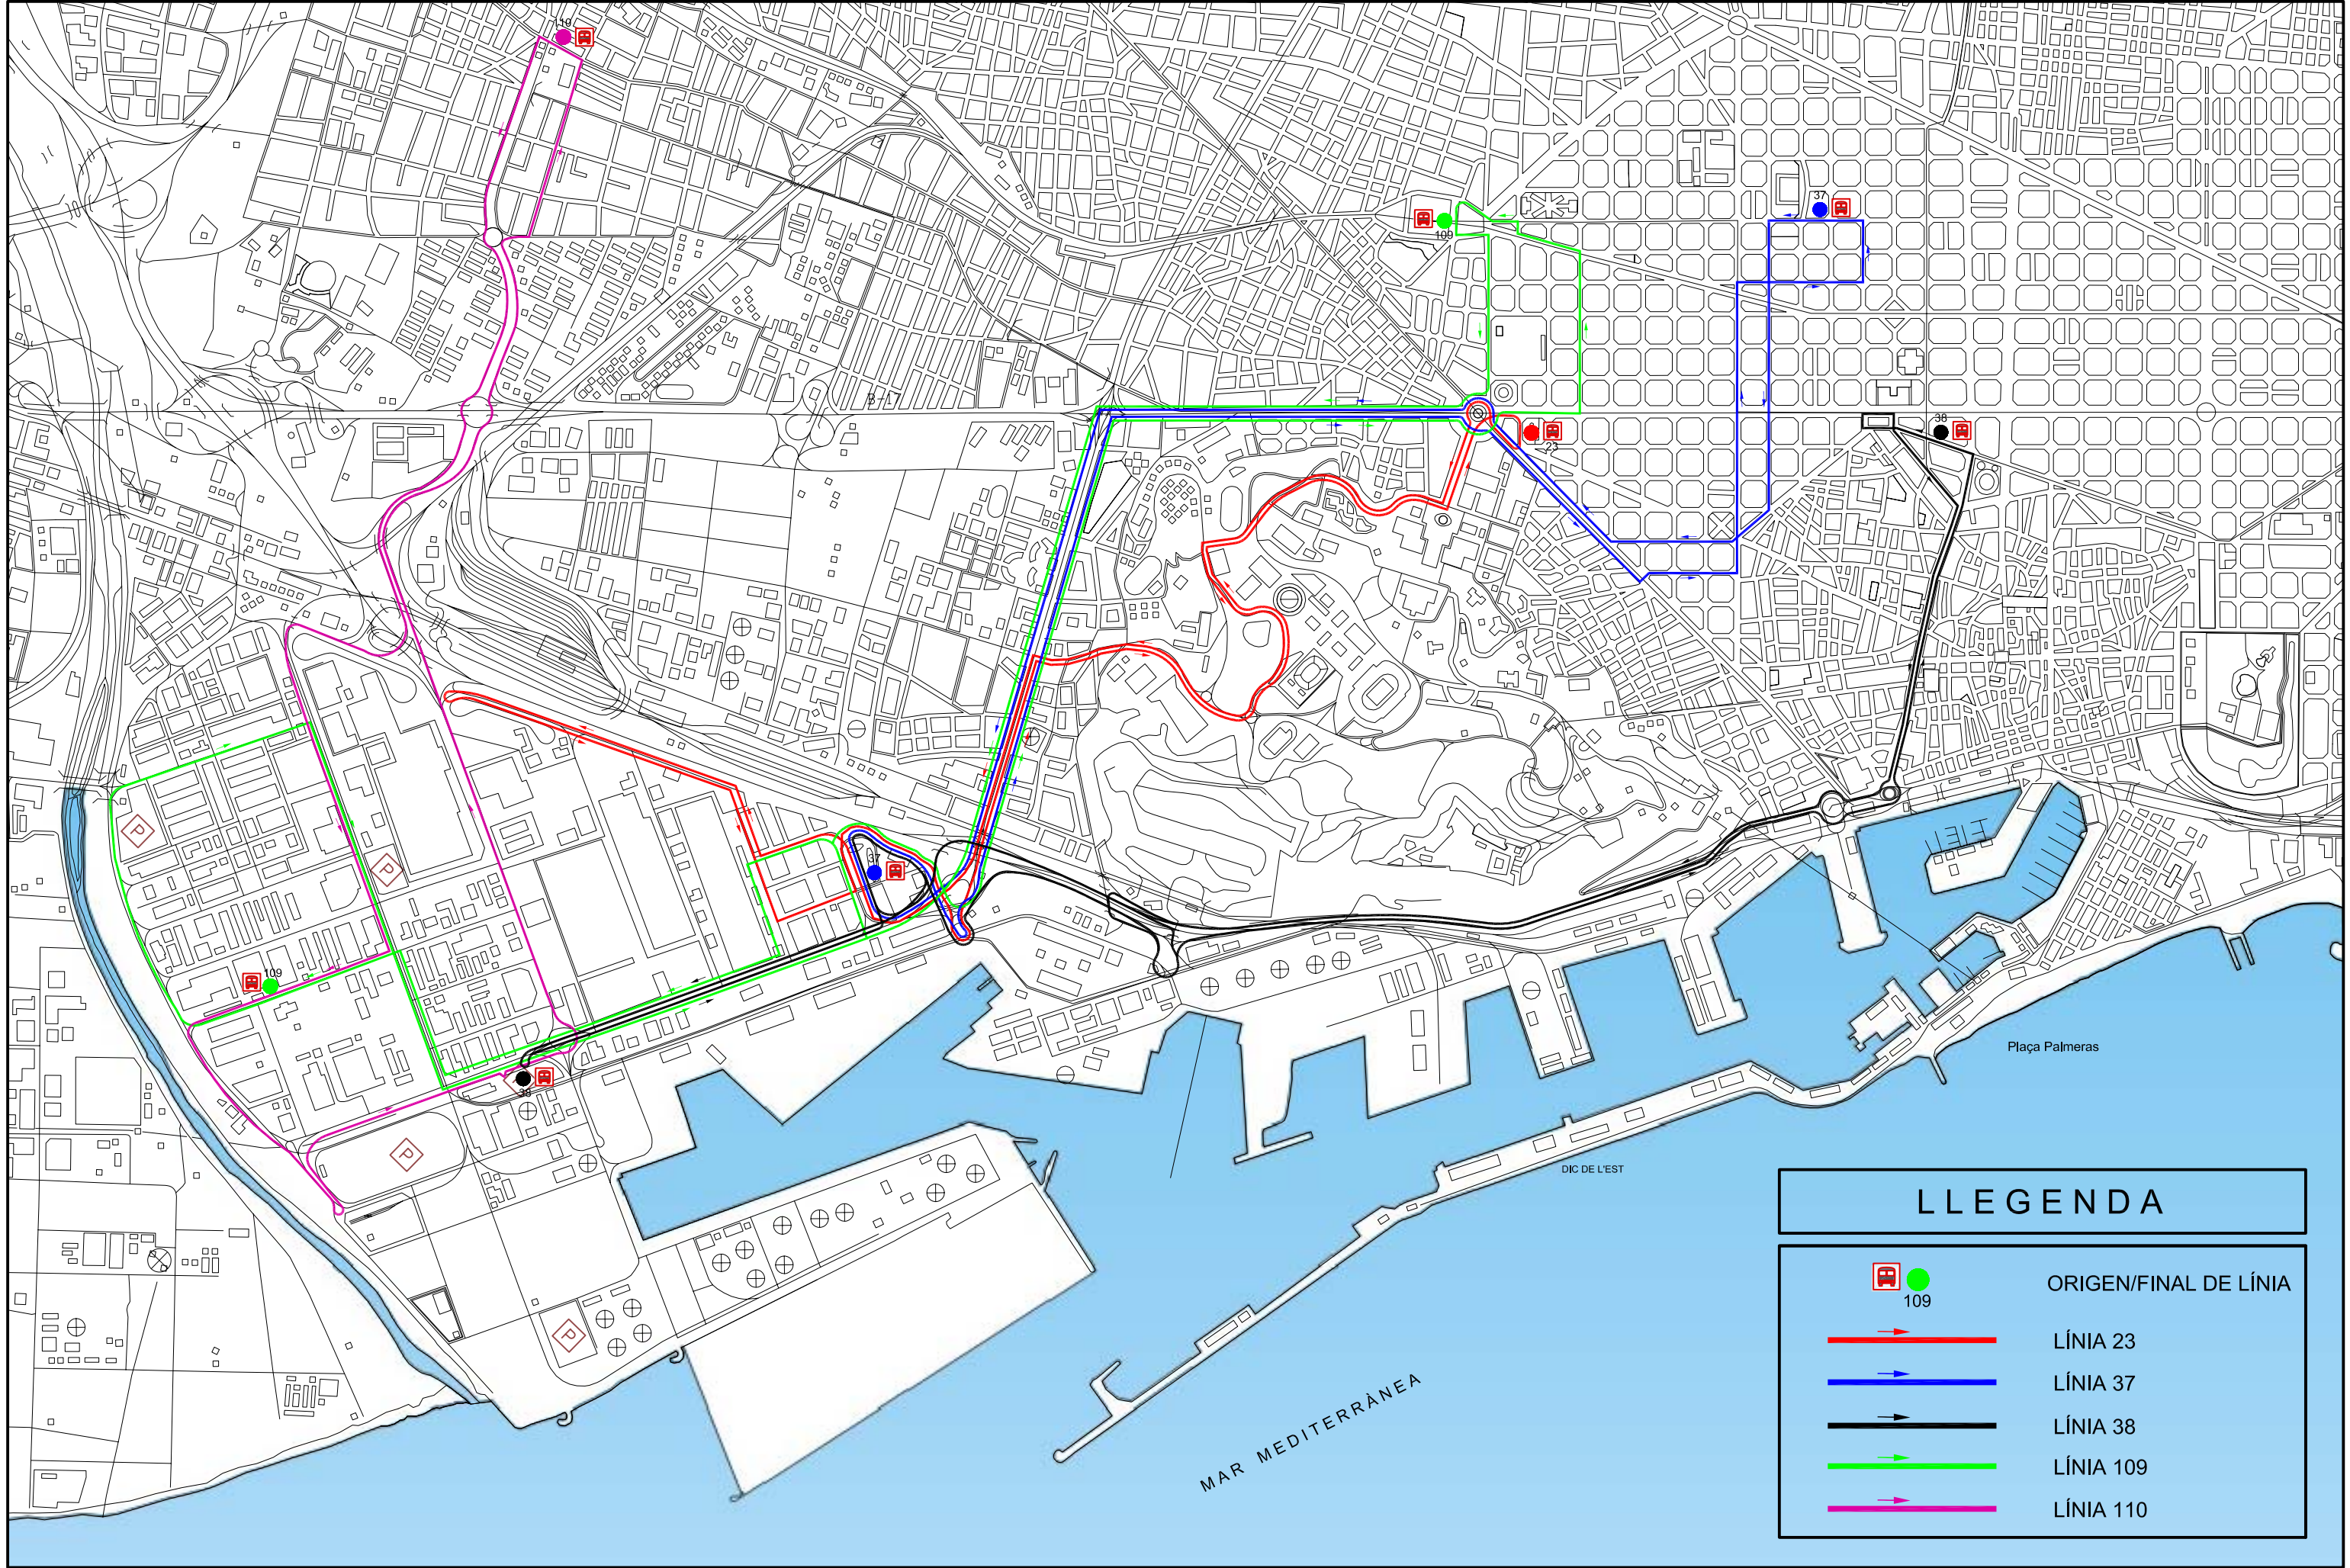 110
37
109
38
23
B-17
37
P
P
109
38
P
P
Plaça Palmeras
DIC DE L'EST
MAR MEDITERRÀNEA
LLEGENDA
ORIGEN/FINAL DE LÍNIA
109
LÍNIA 23
LÍNIA 37
LÍNIA 38
LÍNIA 109
LÍNIA 110